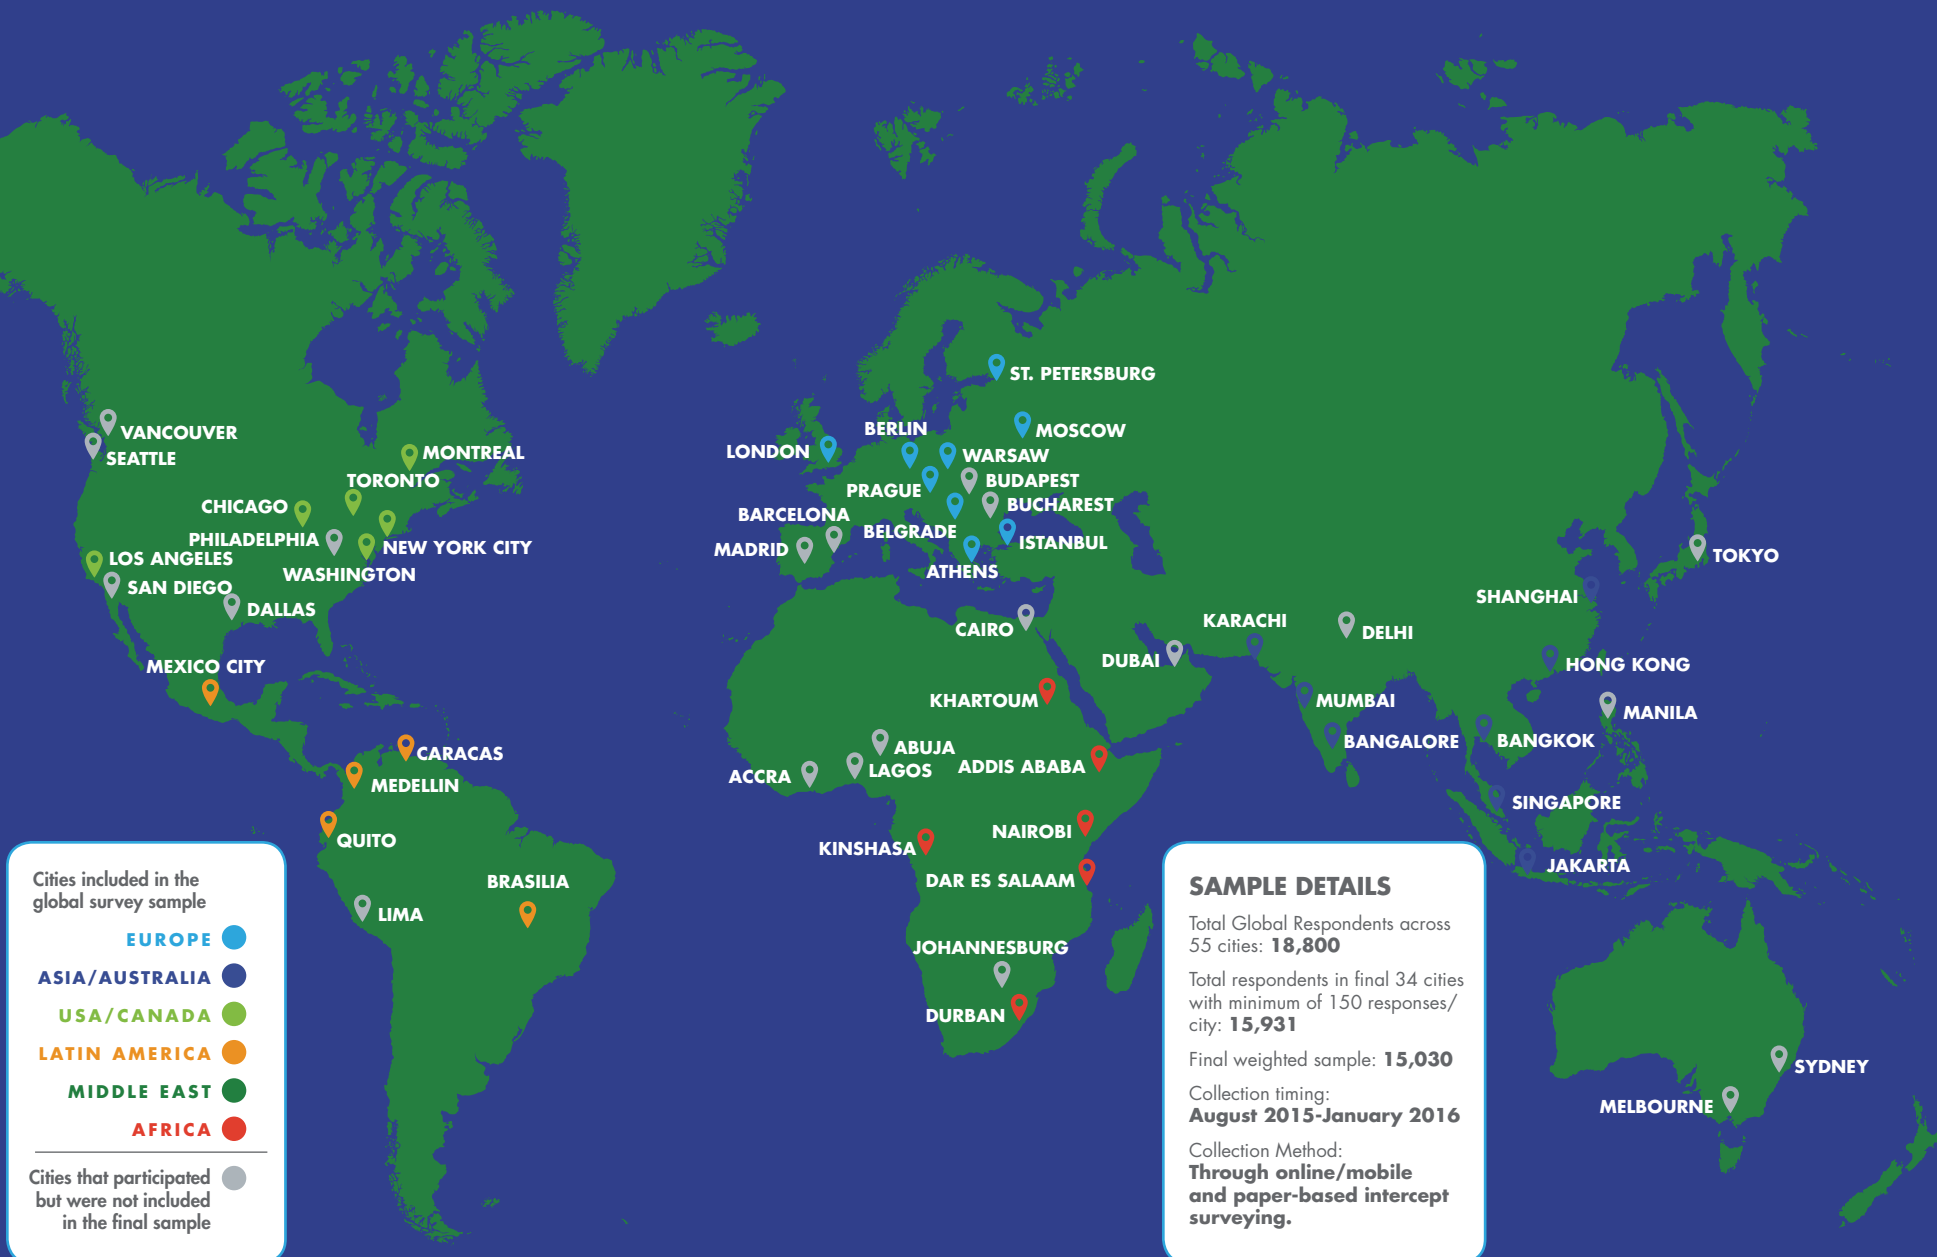 ST. PETERSBURG
MOSCOW
BERLIN
LONDON
WARSAW
PRAGUE
BUDAPEST
BUCHAREST
BARCELONA
BELGRADE
MADRID
ISTANBUL
ATHENS
VANCOUVER
SEATTLE
MONTREAL
TORONTO
CHICAGO
PHILADELPHIA
NEW YORK CITY
LOS ANGELES
WASHINGTON
SAN DIEGO
DALLAS
MEXICO CITY
CARACAS
MEDELLIN
QUITO
BRASILIA
LIMA
CAIRO
DUBAI
KARACHI
DELHI
SHANGHAI
TOKYO
HONG KONG
MUMBAI
MANILA
BANGALORE
BANGKOK
SINGAPORE
JAKARTA
KHARTOUM
ABUJA
LAGOS
ACCRA
ADDIS ABABA
NAIROBI
KINSHASA
DAR ES SALAAM
JOHANNESBURG
DURBAN
SYDNEY
MELBOURNE
Cities included in the
global survey sample
EUROPE
ASIA/AUSTRALIA
USA/CANADA
LATIN AMERICA
MIDDLE EAST
AFRICA
Cities that participated
but were not included
in the final sample
SAMPLE DETAILS
Total Global Respondents across
55 cities: 18,800
Total respondents in final 34 cities
with minimum of 150 responses/
city: 15,931
Final weighted sample: 15,030
Collection timing:
August 2015-January 2016
Collection Method:
Through online/mobile
and paper-based intercept
surveying.